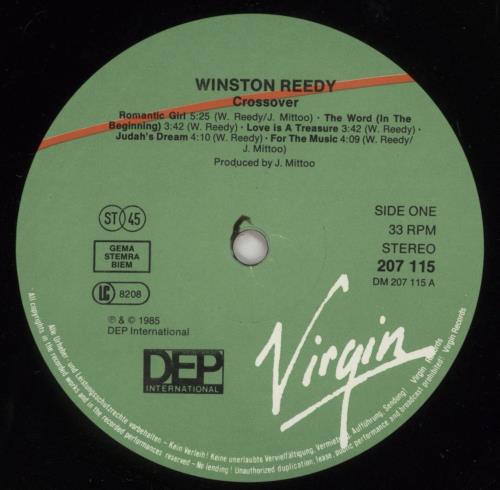 WINSTON REEDY
Crossover
Romantic Girl 5:25 (W. Reedy/J. Mittoo) · The Word (In The
Beginning) 3:42 (W. Reedy) · Love is A Treasure 3:42 (W. Reedy) ·
Judah's Dream 4:10 (W. Reedy) · For The Music 4:09 (W. Reedy/
J. Mittoo)
Produced by J. Mittoo
ST 45
GEMA
STEMRA
BIEM
LC 8208
SIDE ONE
33 RPM
STEREO
207 115
DM 207 115 A
℗ & © 1985
DEP International
DEP
INTERNATIONAL
Virgin
Alle Urheber- und Leistungsschutzrechte vorbehalten – Kein Verleih! Keine unerlaubte Vervielfältigung, Vermietung, Aufführung, Sendung! Virgin Records
All copyrights in the recorded works and in the recorded performances reserved – No lending! Unauthorized duplication, lease, public performance and broadcast prohibited! Virgin Records